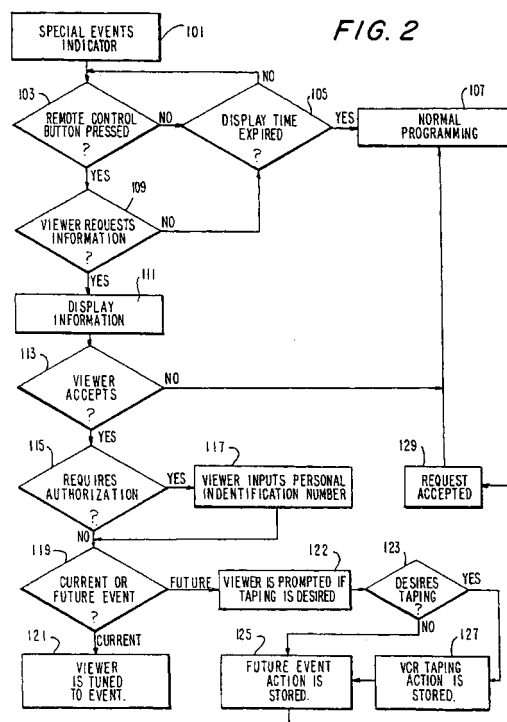 FIG. 2
SPECIAL EVENTS
INDICATOR
101
NO
103
REMOTE CONTROL
BUTTON PRESSED
?
NO
105
DISPLAY TIME
EXPIRED
?
YES
107
NORMAL
PROGRAMMING
YES
109
VIEWER REQUESTS
INFORMATION
?
NO
YES
111
DISPLAY
INFORMATION
113
VIEWER
ACCEPTS
?
NO
YES
115
REQUIRES
AUTHORIZATION
?
YES
117
VIEWER INPUTS PERSONAL
INDENTIFICATION NUMBER
129
REQUEST
ACCEPTED
NO
119
CURRENT OR
FUTURE EVENT
?
FUTURE
122
VIEWER IS PROMPTED IF
TAPING IS DESIRED
123
DESIRES
TAPING
?
YES
NO
CURRENT
121
VIEWER
IS TUNED
TO EVENT.
125
FUTURE EVENT
ACTION IS
STORED.
127
VCR TAPING
ACTION IS
STORED.